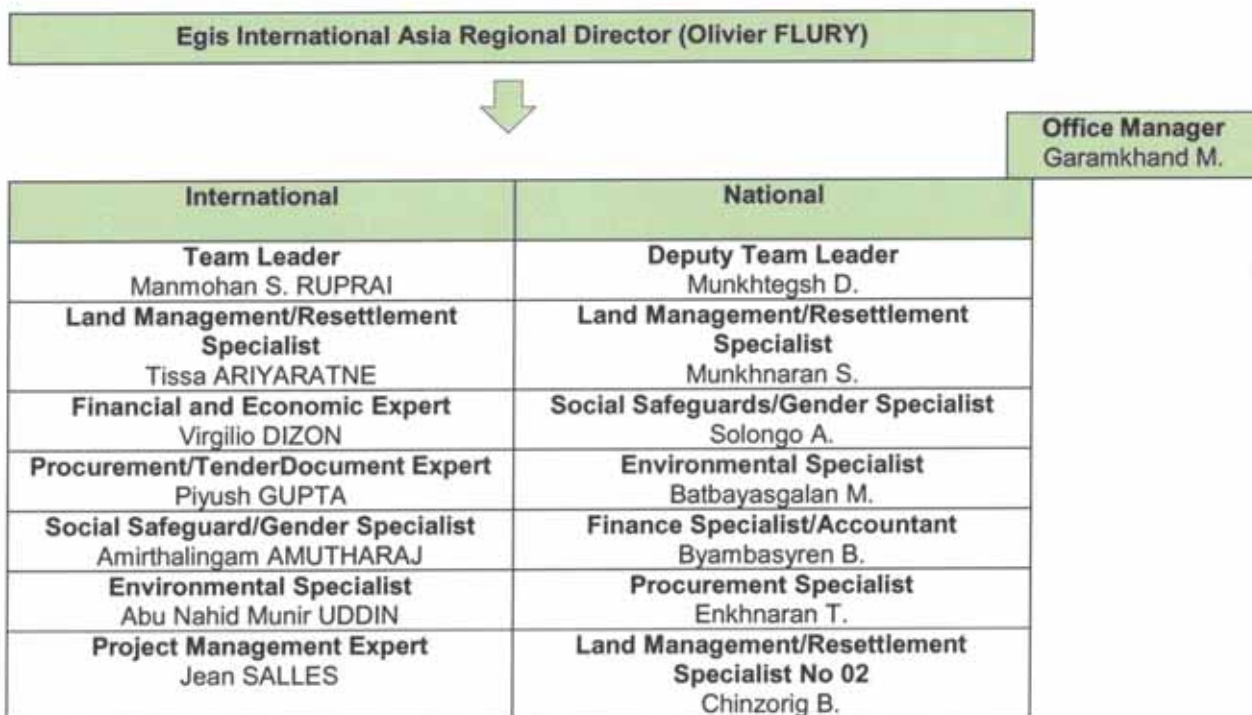 Egis International Asia Regional Director (Olivier FLURY)
Office Manager
Garamkhand M.
International
National
Team Leader
Manmohan S. RUPRAI
Deputy Team Leader
Munkhtegsh D.
Land Management/Resettlement
Specialist
Tissa ARIYARATNE
Land Management/Resettlement
Specialist
Munkhnaran S.
Financial and Economic Expert
Virgilio DIZON
Social Safeguards/Gender Specialist
Solongo A.
Procurement/TenderDocument Expert
Piyush GUPTA
Environmental Specialist
Batbayasgalan M.
Social Safeguard/Gender Specialist
Amirthalingam AMUTHARAJ
Finance Specialist/Accountant
Byambasyren B.
Environmental Specialist
Abu Nahid Munir UDDIN
Procurement Specialist
Enkhnaran T.
Project Management Expert
Jean SALLES
Land Management/Resettlement
Specialist No 02
Chinzorig B.